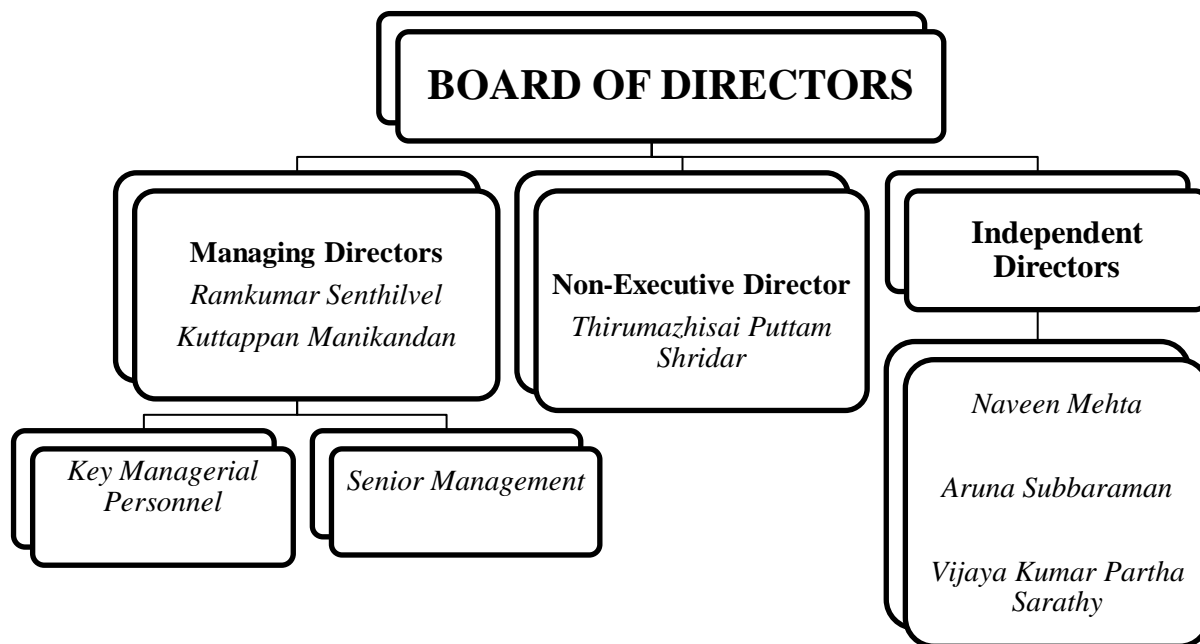 BOARD OF DIRECTORS
Managing Directors
Ramkumar Senthilvel
Kuttappan Manikandan
Non-Executive Director
Thirumazhisai Puttam
Shridar
Independent
Directors
Key Managerial
Personnel
Senior Management
Naveen Mehta
Aruna Subbaraman
Vijaya Kumar Partha
Sarathy